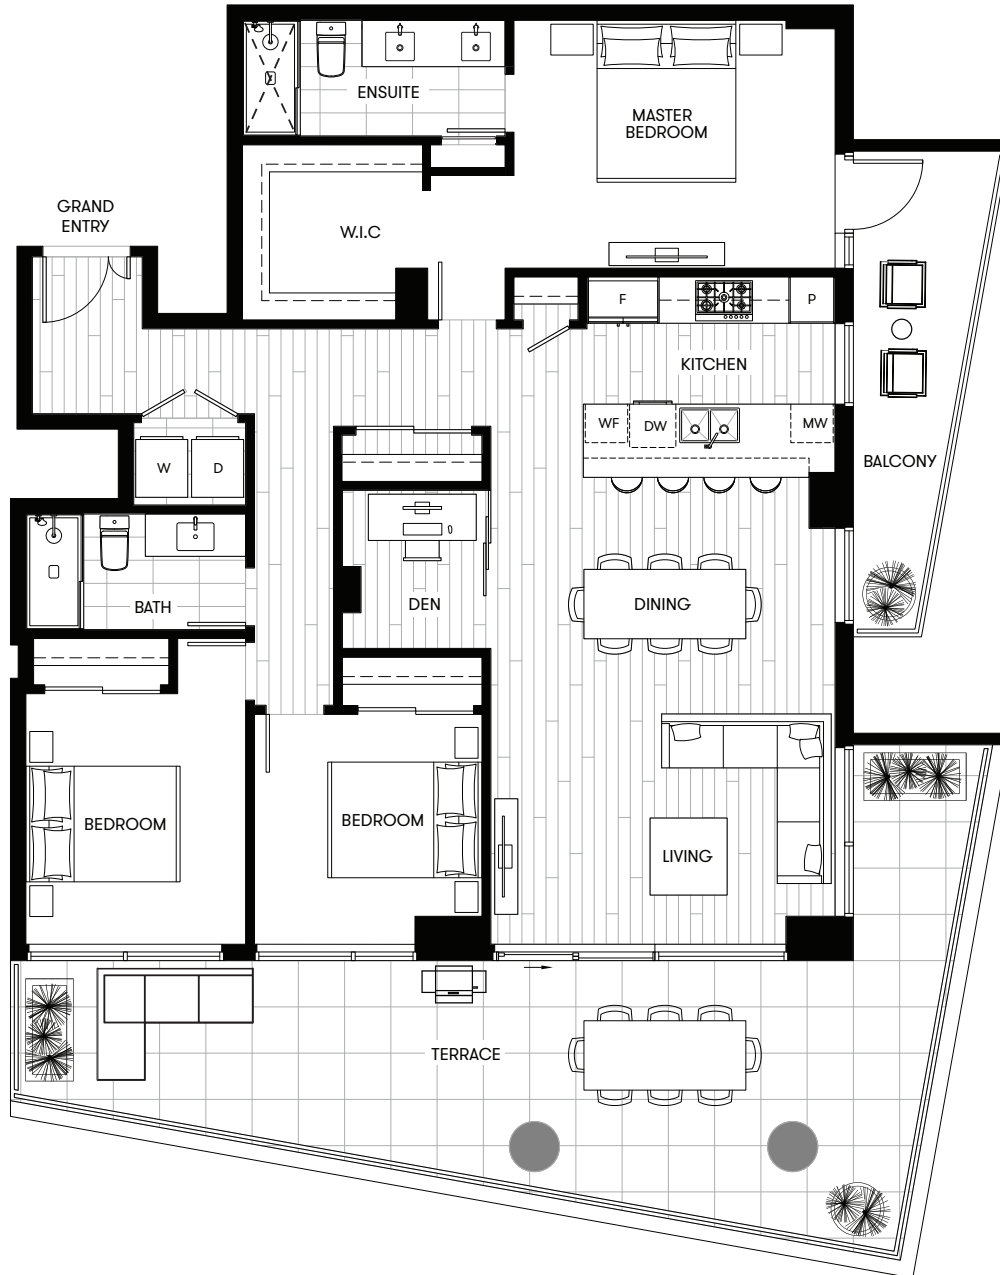 ENSUITE
MASTER
BEDROOM
GRAND
ENTRY
W.I.C
F
P
KITCHEN
WF
DW
MW
BALCONY
W
D
BATH
DEN
DINING
BEDROOM
BEDROOM
LIVING
TERRACE